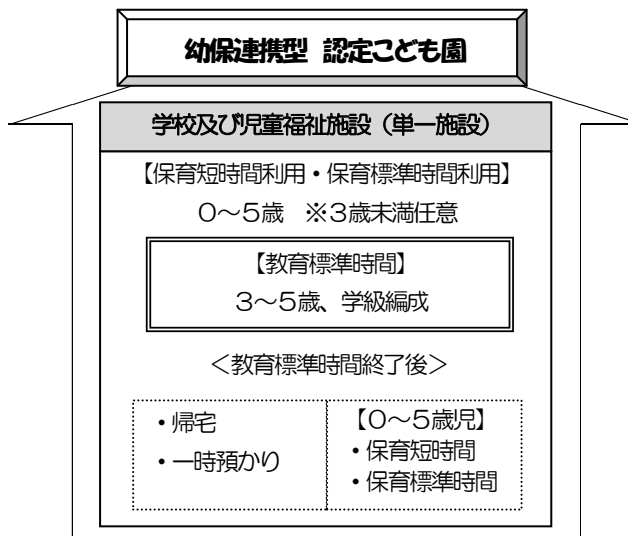 幼保連携型 認定こども園
学校及び児童福祉施設（単一施設）
【保育短時間利用・保育標準時間利用】
０～５歳　※３歳未満任意
【教育標準時間】
３～５歳、学級編成
＜教育標準時間終了後＞
・帰宅
・一時預かり
【０～５歳児】
・保育短時間
・保育標準時間